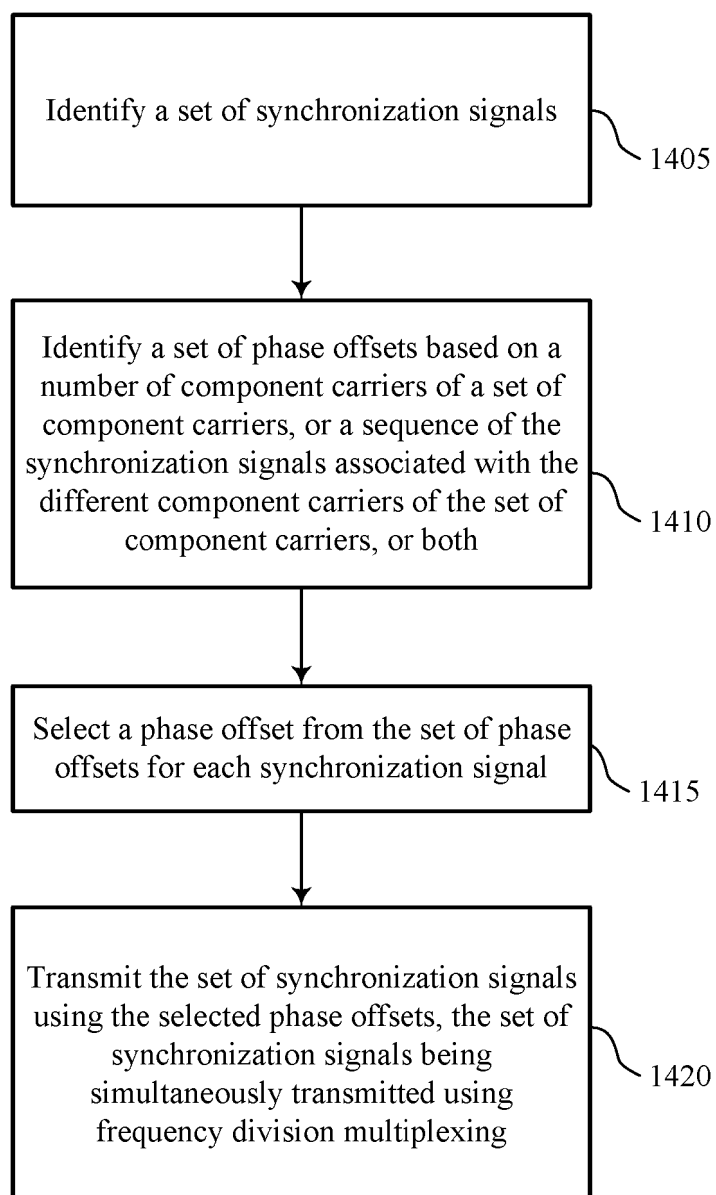 Identify a set of synchronization signals
1405
Identify a set of phase offsets based on a
number of component carriers of a set of
component carriers, or a sequence of the
synchronization signals associated with the
different component carriers of the set of
component carriers, or both
1410
Select a phase offset from the set of phase
offsets for each synchronization signal
1415
Transmit the set of synchronization signals
using the selected phase offsets, the set of
synchronization signals being
simultaneously transmitted using
frequency division multiplexing
1420